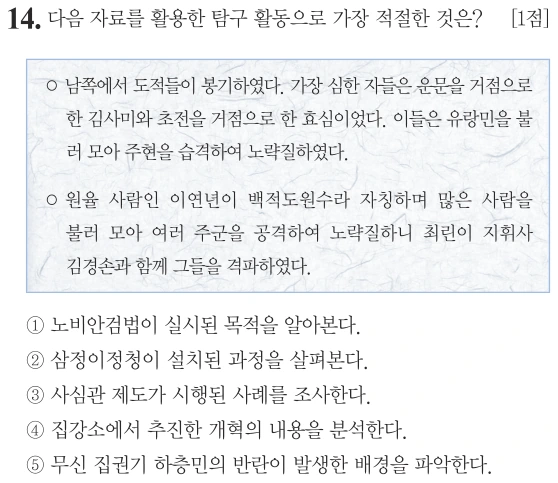 14. 다음 자료를 활용한 탐구 활동으로 가장 적절한 것은? [1점]
○ 남쪽에서 도적들이 봉기하였다. 가장 심한 자들은 운문을 거점으로
한 김사미와 초전을 거점으로 한 효심이었다. 이들은 유랑민을 불
러 모아 주현을 습격하여 노략질하였다.
○ 원율 사람인 이연년이 백적도원수라 자칭하며 많은 사람을
불러 모아 여러 주군을 공격하여 노략질하니 최린이 지휘사
김경손과 함께 그들을 격파하였다.
① 노비안검법이 실시된 목적을 알아본다.
② 삼정이정청이 설치된 과정을 살펴본다.
③ 사심관 제도가 시행된 사례를 조사한다.
④ 집강소에서 추진한 개혁의 내용을 분석한다.
⑤ 무신 집권기 하층민의 반란이 발생한 배경을 파악한다.